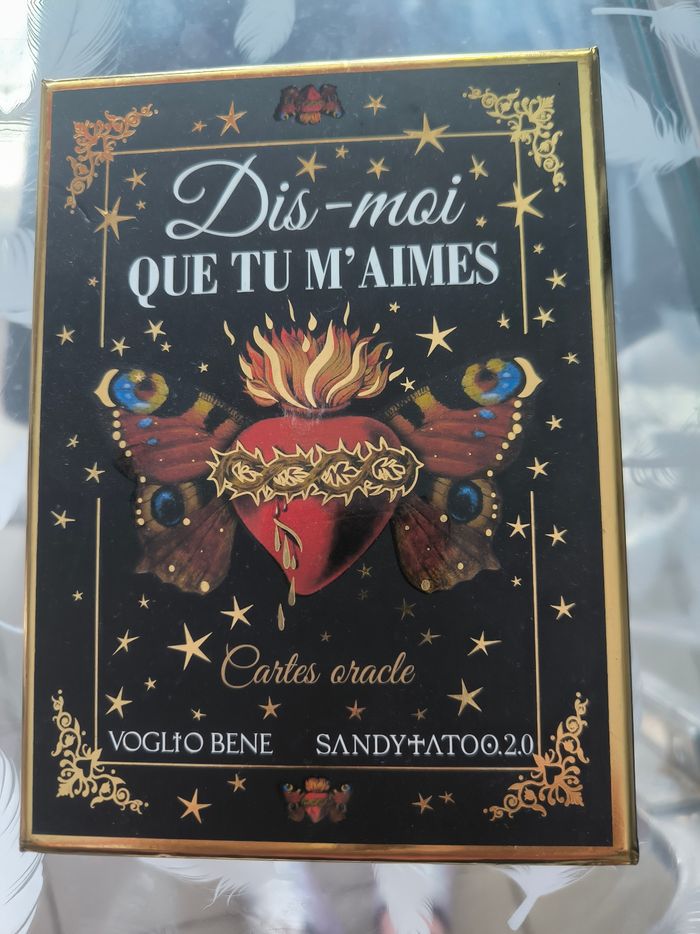 Dis-moi
QUE TU M'AIMES
Cartes oracle
VOGLIO BENE SANDYTATOO.2.0